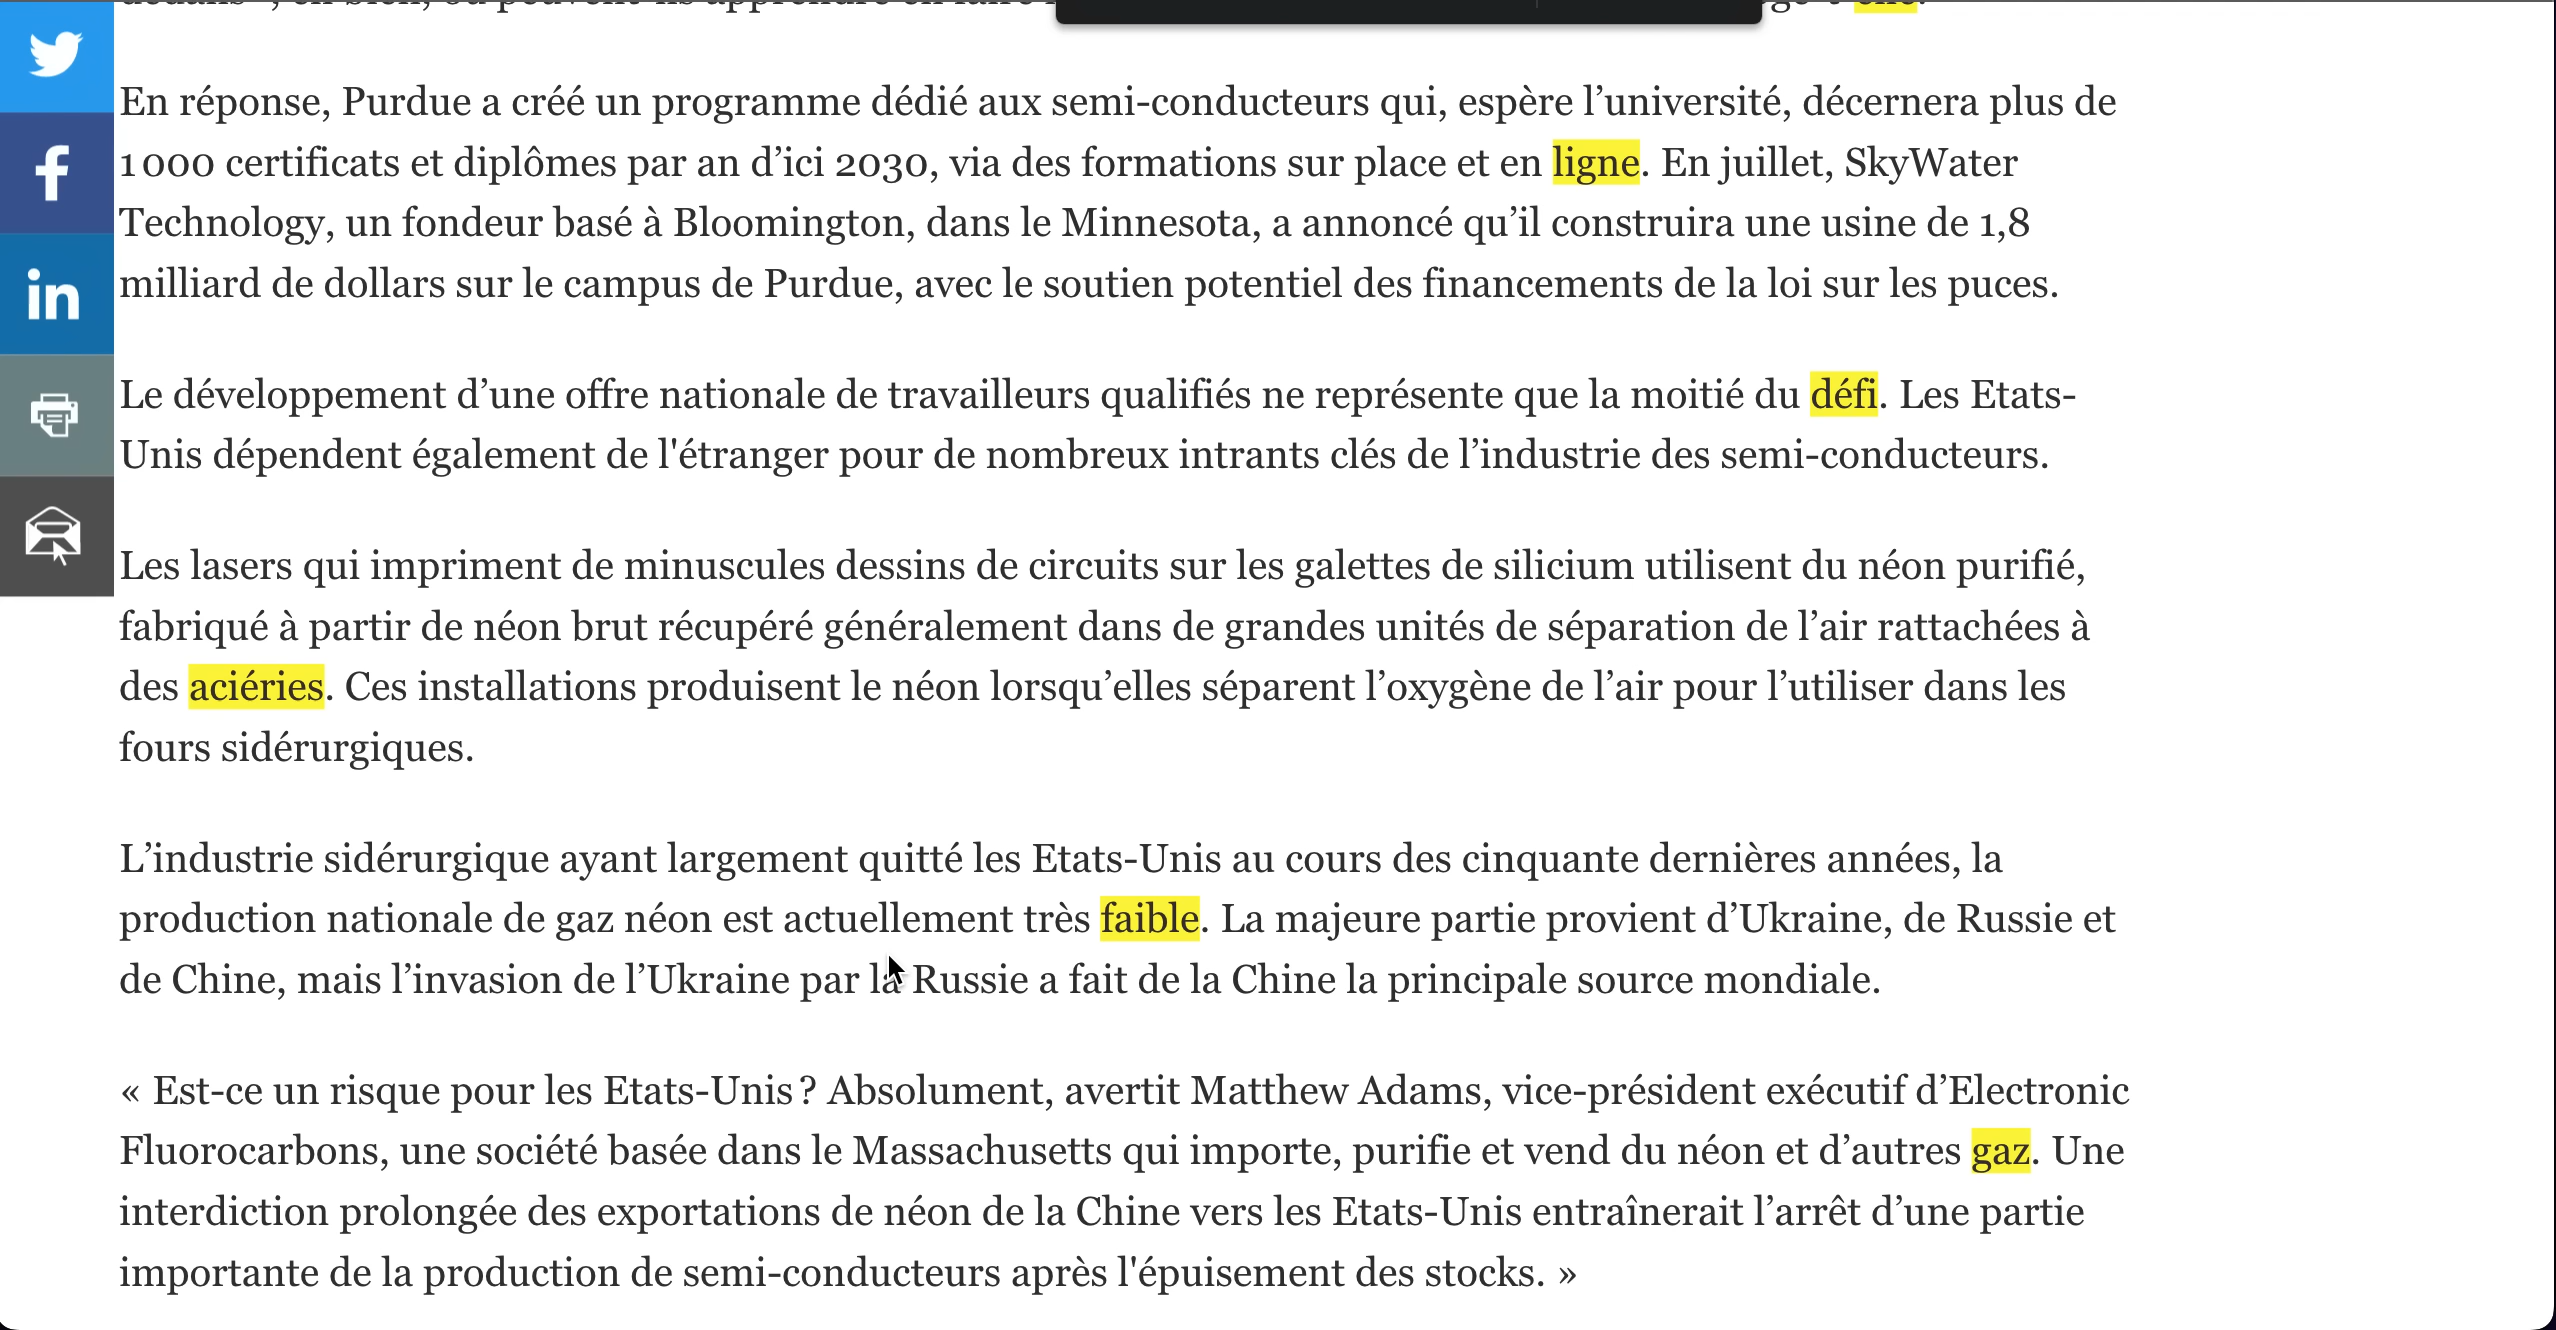 En réponse, Purdue a créé un programme dédié aux semi-conducteurs qui, espère l’université, décernera plus de
1 000 certificats et diplômes par an d’ici 2030, via des formations sur place et en ligne. En juillet, SkyWater
Technology, un fondeur basé à Bloomington, dans le Minnesota, a annoncé qu’il construira une usine de 1,8
milliard de dollars sur le campus de Purdue, avec le soutien potentiel des financements de la loi sur les puces.
Le développement d’une offre nationale de travailleurs qualifiés ne représente que la moitié du défi. Les Etats-
Unis dépendent également de l'étranger pour de nombreux intrants clés de l’industrie des semi-conducteurs.
Les lasers qui impriment de minuscules dessins de circuits sur les galettes de silicium utilisent du néon purifié,
fabriqué à partir de néon brut récupéré généralement dans de grandes unités de séparation de l’air rattachées à
des aciéries. Ces installations produisent le néon lorsqu’elles séparent l’oxygène de l’air pour l’utiliser dans les
fours sidérurgiques.
L’industrie sidérurgique ayant largement quitté les Etats-Unis au cours des cinquante dernières années, la
production nationale de gaz néon est actuellement très faible. La majeure partie provient d’Ukraine, de Russie et
de Chine, mais l’invasion de l’Ukraine par la Russie a fait de la Chine la principale source mondiale.
« Est-ce un risque pour les Etats-Unis ? Absolument, avertit Matthew Adams, vice-président exécutif d’Electronic
Fluorocarbons, une société basée dans le Massachusetts qui importe, purifie et vend du néon et d’autres gaz. Une
interdiction prolongée des exportations de néon de la Chine vers les Etats-Unis entraînerait l’arrêt d’une partie
importante de la production de semi-conducteurs après l'épuisement des stocks. »